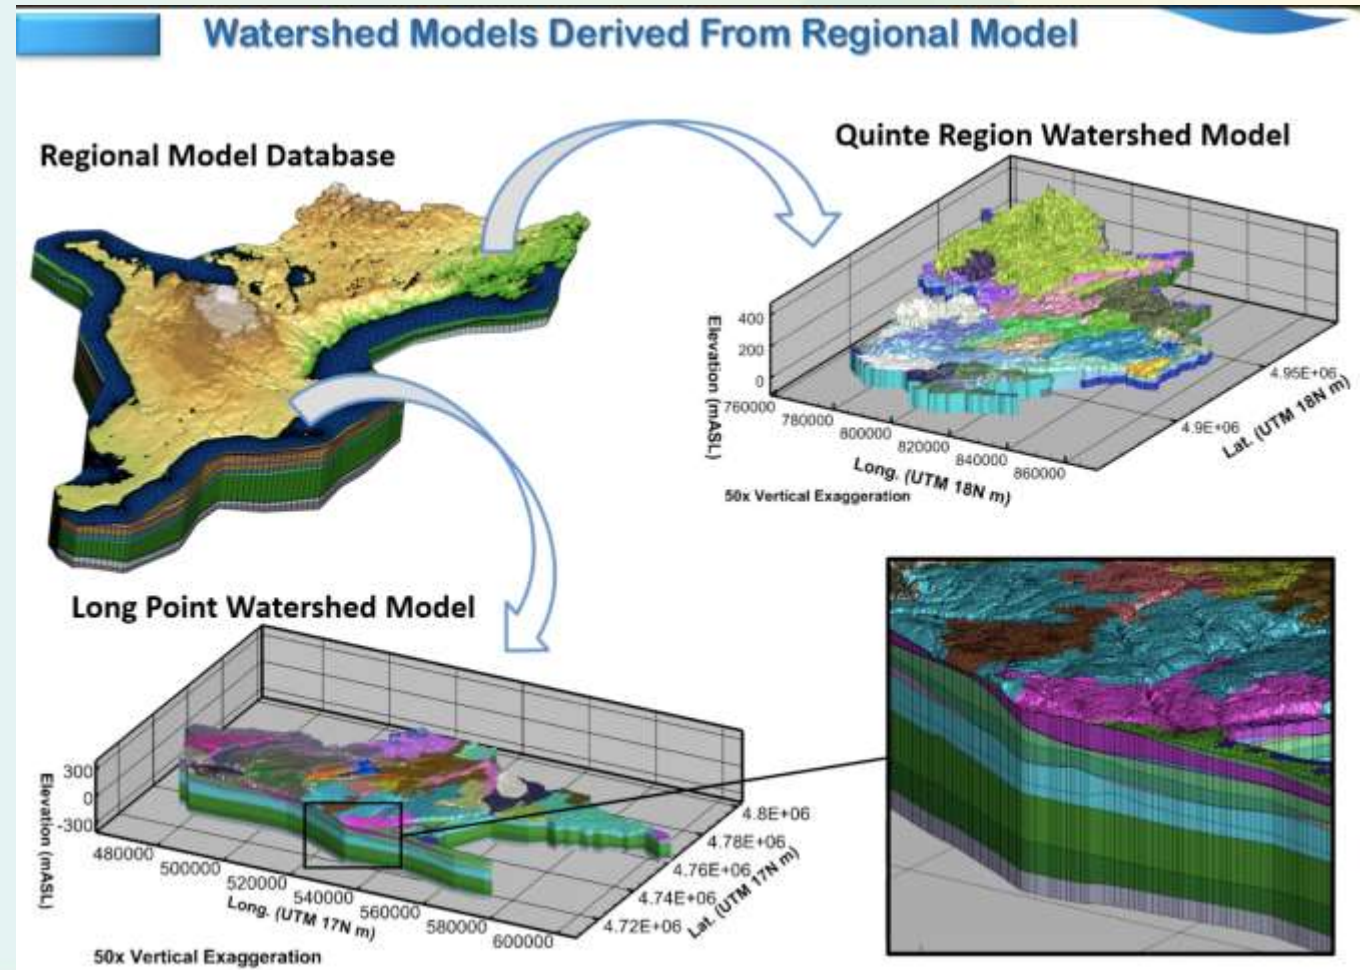 Watershed Models Derived From Regional Model
Regional Model Database
Quinte Region Watershed Model
Elevation (mASL)
400
200
0
760000
780000
800000
820000
840000
860000
Long. (UTM 18N m)
4.95E+06
4.9E+06
Lat. (UTM 18N m)
50x Vertical Exaggeration
Long Point Watershed Model
Elevation (mASL)
300
0
-300
480000
500000
520000
540000
560000
580000
600000
Long. (UTM 17N m)
4.8E+06
4.78E+06
4.76E+06
4.74E+06
4.72E+06
Lat. (UTM 17N m)
50x Vertical Exaggeration